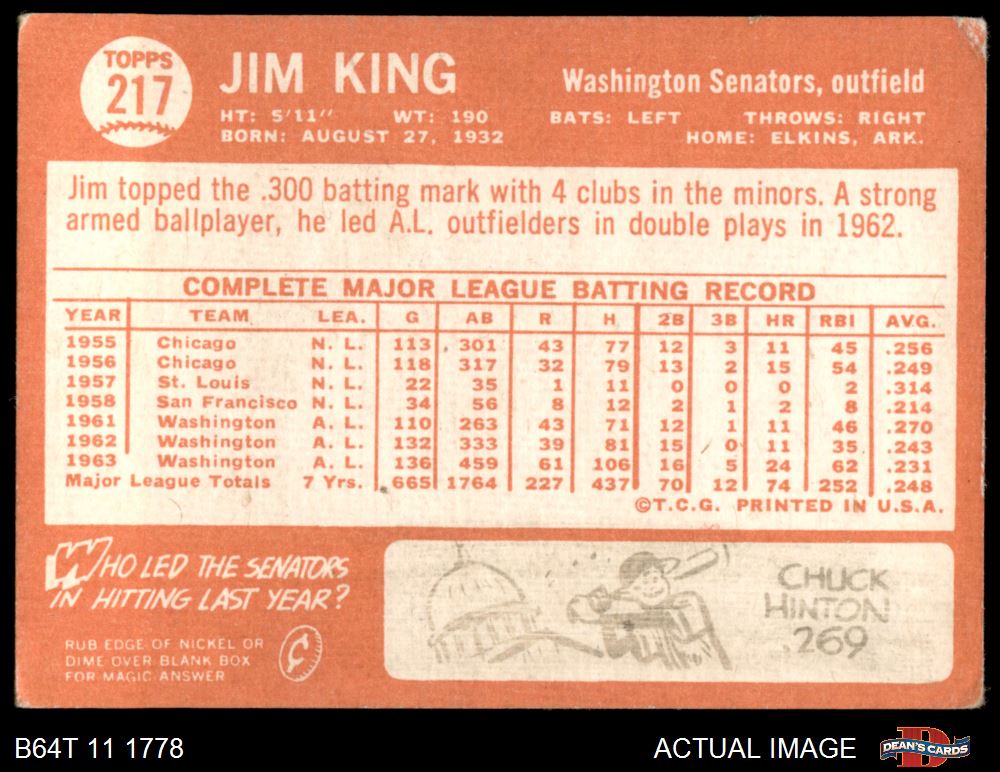 TOPPS
217
JIM KING
Washington Senators, outfield
HT: 5'11" WT: 190 BATS: LEFT THROWS: RIGHT
BORN: AUGUST 27, 1932 HOME: ELKINS, ARK.
Jim topped the .300 batting mark with 4 clubs in the minors. A strong
armed ballplayer, he led A.L. outfielders in double plays in 1962.
COMPLETE MAJOR LEAGUE BATTING RECORD
YEAR TEAM LEA. G AB R H 2B 3B HR RBI AVG.
1955 Chicago N. L. 113 301 43 77 12 3 11 45 .256
1956 Chicago N. L. 118 317 32 79 13 2 15 54 .249
1957 St. Louis N. L. 22 35 1 11 0 0 0 2 .314
1958 San Francisco N. L. 34 56 8 12 2 1 2 8 .214
1961 Washington A. L. 110 263 43 71 12 1 11 46 .270
1962 Washington A. L. 132 333 39 81 15 0 11 35 .243
1963 Washington A. L. 136 459 61 106 16 5 24 62 .231
Major League Totals 7 Yrs. 665 1764 227 437 70 12 74 252 .248
©T.C.G. PRINTED IN U.S.A.
WHO LED THE SENATORS
IN HITTING LAST YEAR?
RUB EDGE OF NICKEL OR
DIME OVER BLANK BOX
FOR MAGIC ANSWER
CHUCK
HINTON
.269
B64T 11 1778
ACTUAL IMAGE
DEAN'S CARDS